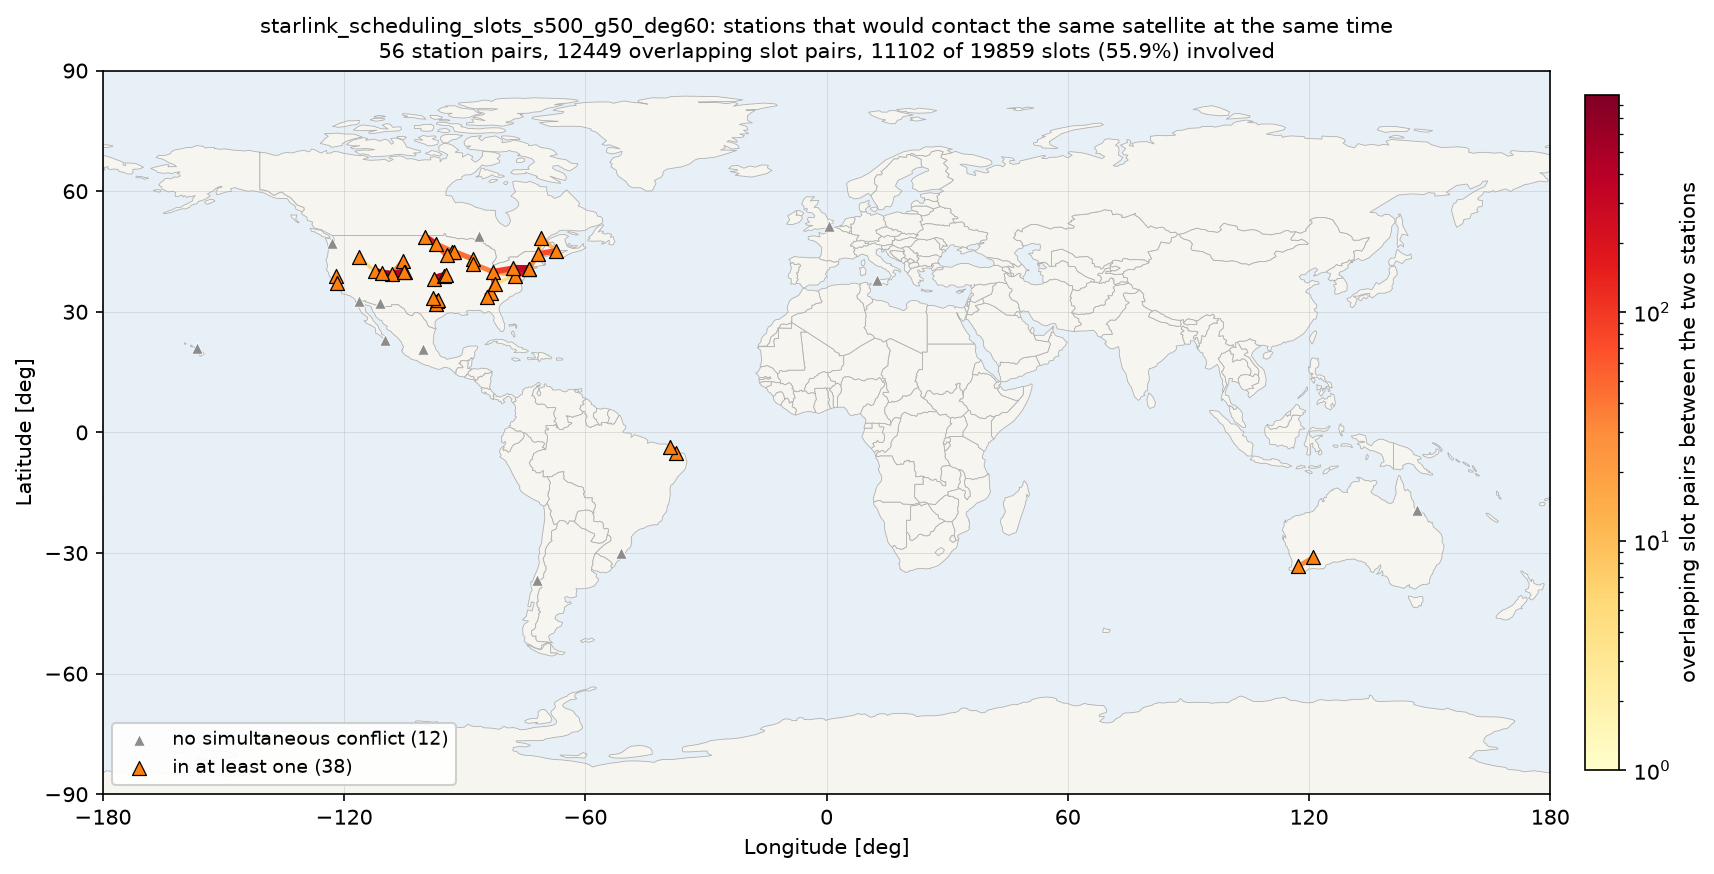 starlink_scheduling_slots_s500_g50_deg60: stations that would contact the same satellite at the same time
56 station pairs, 12449 overlapping slot pairs, 11102 of 19859 slots (55.9%) involved
90
60
30
0
−30
−60
−90
Latitude [deg]
−180
−120
−60
0
60
120
180
Longitude [deg]
no simultaneous conflict (12)
in at least one (38)
10²
10¹
10⁰
overlapping slot pairs between the two stations